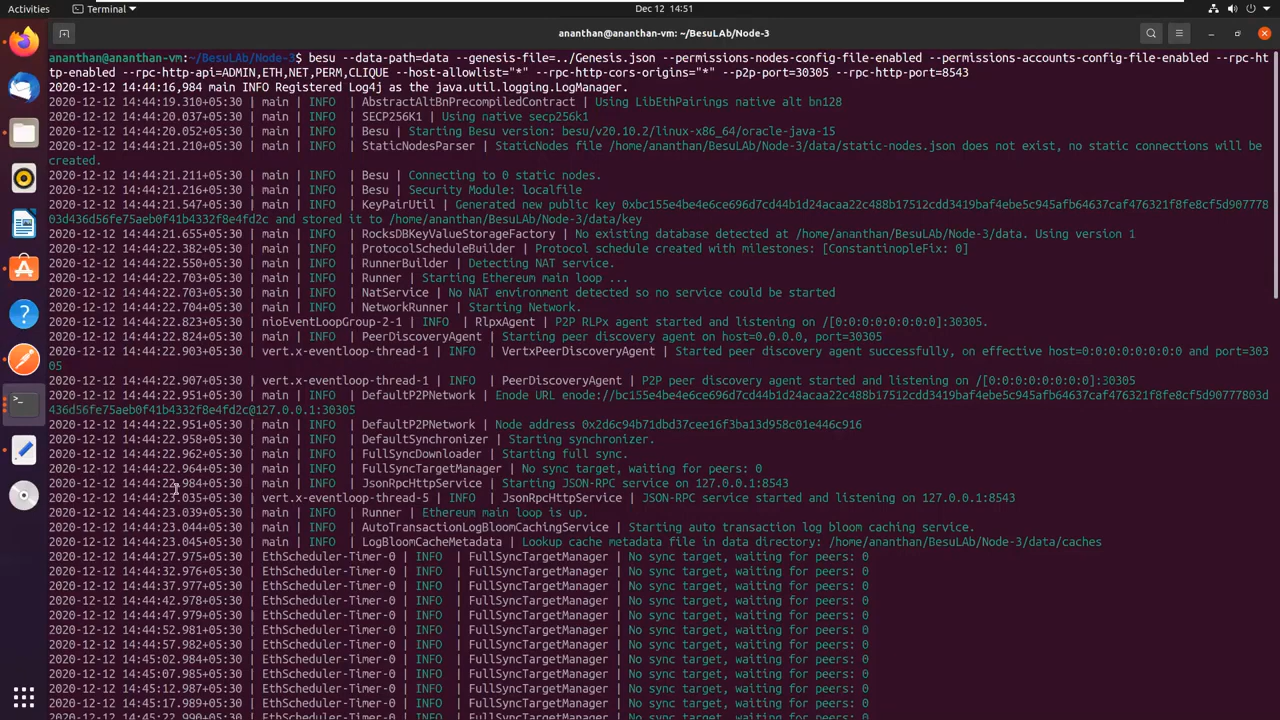 Activities
Terminal
Dec 12 14:51
ananthan@ananthan-vm: ~/BesuLAb/Node-3
ananthan@ananthan-vm:~/BesuLAb/Node-3$ besu --data-path=data --genesis-file=../Genesis.json --permissions-nodes-config-file-enabled --permissions-accounts-config-file-enabled --rpc-ht
tp-enabled --rpc-http-api=ADMIN,ETH,NET,PERM,CLIQUE --host-allowlist="*" --rpc-http-cors-origins="*" --p2p-port=30305 --rpc-http-port=8543
2020-12-12 14:44:16,984 main INFO Registered Log4j as the java.util.logging.LogManager.
2020-12-12 14:44:19.310+05:30 | main | INFO | AbstractAltBnPrecompiledContract | Using LibEthPairings native alt bn128
2020-12-12 14:44:20.037+05:30 | main | INFO | SECP256K1 | Using native secp256k1
2020-12-12 14:44:20.052+05:30 | main | INFO | Besu | Starting Besu version: besu/v20.10.2/linux-x86_64/oracle-java-15
2020-12-12 14:44:21.210+05:30 | main | INFO | StaticNodesParser | StaticNodes file /home/ananthan/BesuLAb/Node-3/data/static-nodes.json does not exist, no static connections will be
created.
2020-12-12 14:44:21.211+05:30 | main | INFO | Besu | Connecting to 0 static nodes.
2020-12-12 14:44:21.216+05:30 | main | INFO | Besu | Security Module: localfile
2020-12-12 14:44:21.547+05:30 | main | INFO | KeyPairUtil | Generated new public key 0xbc155e4be4e6ce696d7cd44b1d24acaa22c488b17512cdd3419baf4ebe5c945afb64637caf476321f8fe8cf5d907778
03d436d56fe75aeb0f41b4332f8e4fd2c and stored it to /home/ananthan/BesuLAb/Node-3/data/key
2020-12-12 14:44:21.655+05:30 | main | INFO | RocksDBKeyValueStorageFactory | No existing database detected at /home/ananthan/BesuLAb/Node-3/data. Using version 1
2020-12-12 14:44:22.382+05:30 | main | INFO | ProtocolScheduleBuilder | Protocol schedule created with milestones: [ConstantinopleFix: 0]
2020-12-12 14:44:22.550+05:30 | main | INFO | RunnerBuilder | Detecting NAT service.
2020-12-12 14:44:22.703+05:30 | main | INFO | Runner | Starting Ethereum main loop ...
2020-12-12 14:44:22.703+05:30 | main | INFO | NatService | No NAT environment detected so no service could be started
2020-12-12 14:44:22.704+05:30 | main | INFO | NetworkRunner | Starting Network.
2020-12-12 14:44:22.823+05:30 | nioEventLoopGroup-2-1 | INFO | RlpxAgent | P2P RLPx agent started and listening on /[0:0:0:0:0:0:0:0]:30305.
2020-12-12 14:44:22.824+05:30 | main | INFO | PeerDiscoveryAgent | Starting peer discovery agent on host=0.0.0.0, port=30305
2020-12-12 14:44:22.903+05:30 | vert.x-eventloop-thread-1 | INFO | VertxPeerDiscoveryAgent | Started peer discovery agent successfully, on effective host=0:0:0:0:0:0:0:0 and port=303
05
2020-12-12 14:44:22.907+05:30 | vert.x-eventloop-thread-1 | INFO | PeerDiscoveryAgent | P2P peer discovery agent started and listening on /[0:0:0:0:0:0:0:0]:30305
2020-12-12 14:44:22.951+05:30 | main | INFO | DefaultP2PNetwork | Enode URL enode://bc155e4be4e6ce696d7cd44b1d24acaa22c488b17512cdd3419baf4ebe5c945afb64637caf476321f8fe8cf5d90777803d
436d56fe75aeb0f41b4332f8e4fd2c@127.0.0.1:30305
2020-12-12 14:44:22.951+05:30 | main | INFO | DefaultP2PNetwork | Node address 0x2d6c94b71dbd37cee16f3ba13d958c01e446c916
2020-12-12 14:44:22.958+05:30 | main | INFO | DefaultSynchronizer | Starting synchronizer.
2020-12-12 14:44:22.962+05:30 | main | INFO | FullSyncDownloader | Starting full sync.
2020-12-12 14:44:22.964+05:30 | main | INFO | FullSyncTargetManager | No sync target, waiting for peers: 0
2020-12-12 14:44:22.984+05:30 | main | INFO | JsonRpcHttpService | Starting JSON-RPC service on 127.0.0.1:8543
2020-12-12 14:44:23.035+05:30 | vert.x-eventloop-thread-5 | INFO | JsonRpcHttpService | JSON-RPC service started and listening on 127.0.0.1:8543
2020-12-12 14:44:23.039+05:30 | main | INFO | Runner | Ethereum main loop is up.
2020-12-12 14:44:23.044+05:30 | main | INFO | AutoTransactionLogBloomCachingService | Starting auto transaction log bloom caching service.
2020-12-12 14:44:23.045+05:30 | main | INFO | LogBloomCacheMetadata | Lookup cache metadata file in data directory: /home/ananthan/BesuLAb/Node-3/data/caches
2020-12-12 14:44:27.975+05:30 | EthScheduler-Timer-0 | INFO | FullSyncTargetManager | No sync target, waiting for peers: 0
2020-12-12 14:44:32.976+05:30 | EthScheduler-Timer-0 | INFO | FullSyncTargetManager | No sync target, waiting for peers: 0
2020-12-12 14:44:37.977+05:30 | EthScheduler-Timer-0 | INFO | FullSyncTargetManager | No sync target, waiting for peers: 0
2020-12-12 14:44:42.978+05:30 | EthScheduler-Timer-0 | INFO | FullSyncTargetManager | No sync target, waiting for peers: 0
2020-12-12 14:44:47.979+05:30 | EthScheduler-Timer-0 | INFO | FullSyncTargetManager | No sync target, waiting for peers: 0
2020-12-12 14:44:52.981+05:30 | EthScheduler-Timer-0 | INFO | FullSyncTargetManager | No sync target, waiting for peers: 0
2020-12-12 14:44:57.982+05:30 | EthScheduler-Timer-0 | INFO | FullSyncTargetManager | No sync target, waiting for peers: 0
2020-12-12 14:45:02.984+05:30 | EthScheduler-Timer-0 | INFO | FullSyncTargetManager | No sync target, waiting for peers: 0
2020-12-12 14:45:07.985+05:30 | EthScheduler-Timer-0 | INFO | FullSyncTargetManager | No sync target, waiting for peers: 0
2020-12-12 14:45:12.987+05:30 | EthScheduler-Timer-0 | INFO | FullSyncTargetManager | No sync target, waiting for peers: 0
2020-12-12 14:45:17.989+05:30 | EthScheduler-Timer-0 | INFO | FullSyncTargetManager | No sync target, waiting for peers: 0
2020-12-12 14:45:22.990+05:30 | EthScheduler-Timer-0 | INFO | FullSyncTargetManager | No sync target, waiting for peers: 0